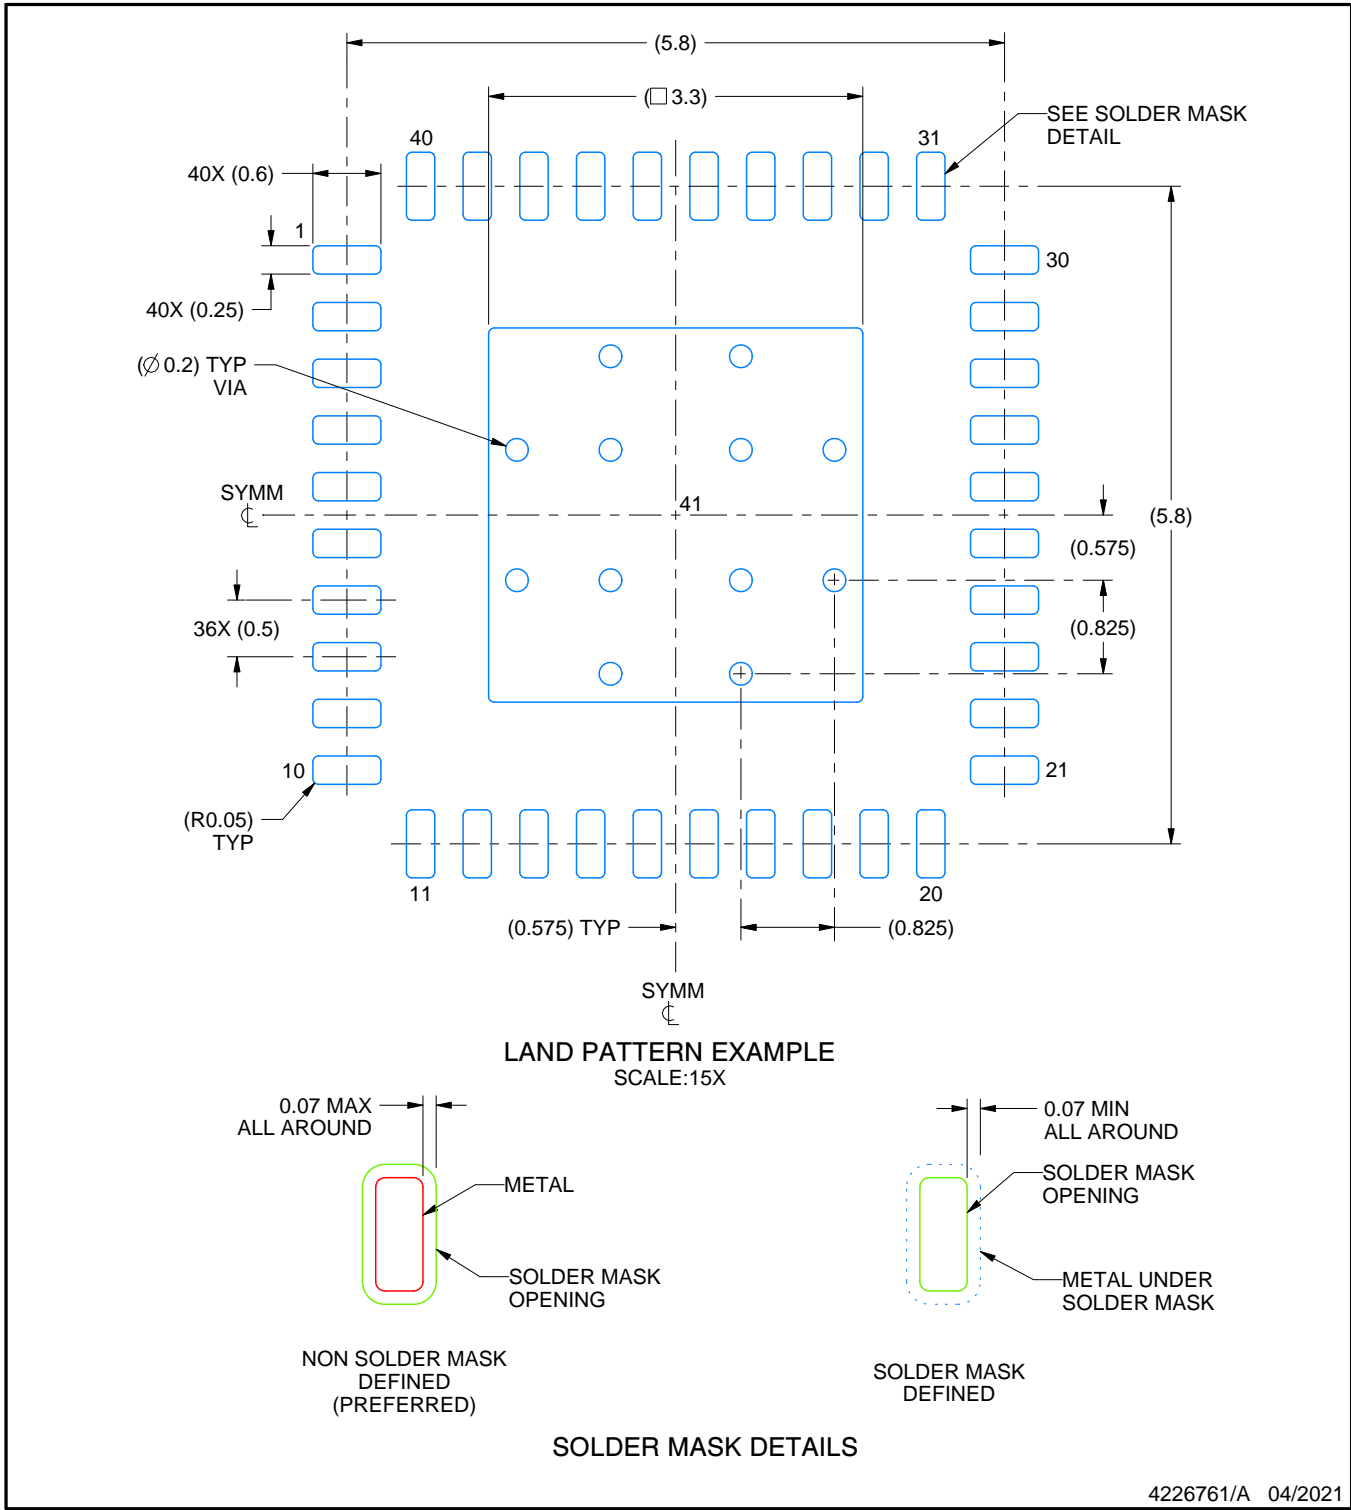 (5.8)
(□ 3.3)
SEE SOLDER MASK
DETAIL
40
31
40X (0.6)
1
30
40X (0.25)
(∅ 0.2) TYP
VIA
SYMM
℄
41
(5.8)
(0.575)
36X (0.5)
(0.825)
10
21
(R0.05)
TYP
11
20
(0.575) TYP
(0.825)
SYMM
℄
LAND PATTERN EXAMPLE
SCALE:15X
0.07 MAX
ALL AROUND
METAL
SOLDER MASK
OPENING
NON SOLDER MASK
DEFINED
(PREFERRED)
0.07 MIN
ALL AROUND
SOLDER MASK
OPENING
METAL UNDER
SOLDER MASK
SOLDER MASK
DEFINED
SOLDER MASK DETAILS
4226761/A 04/2021